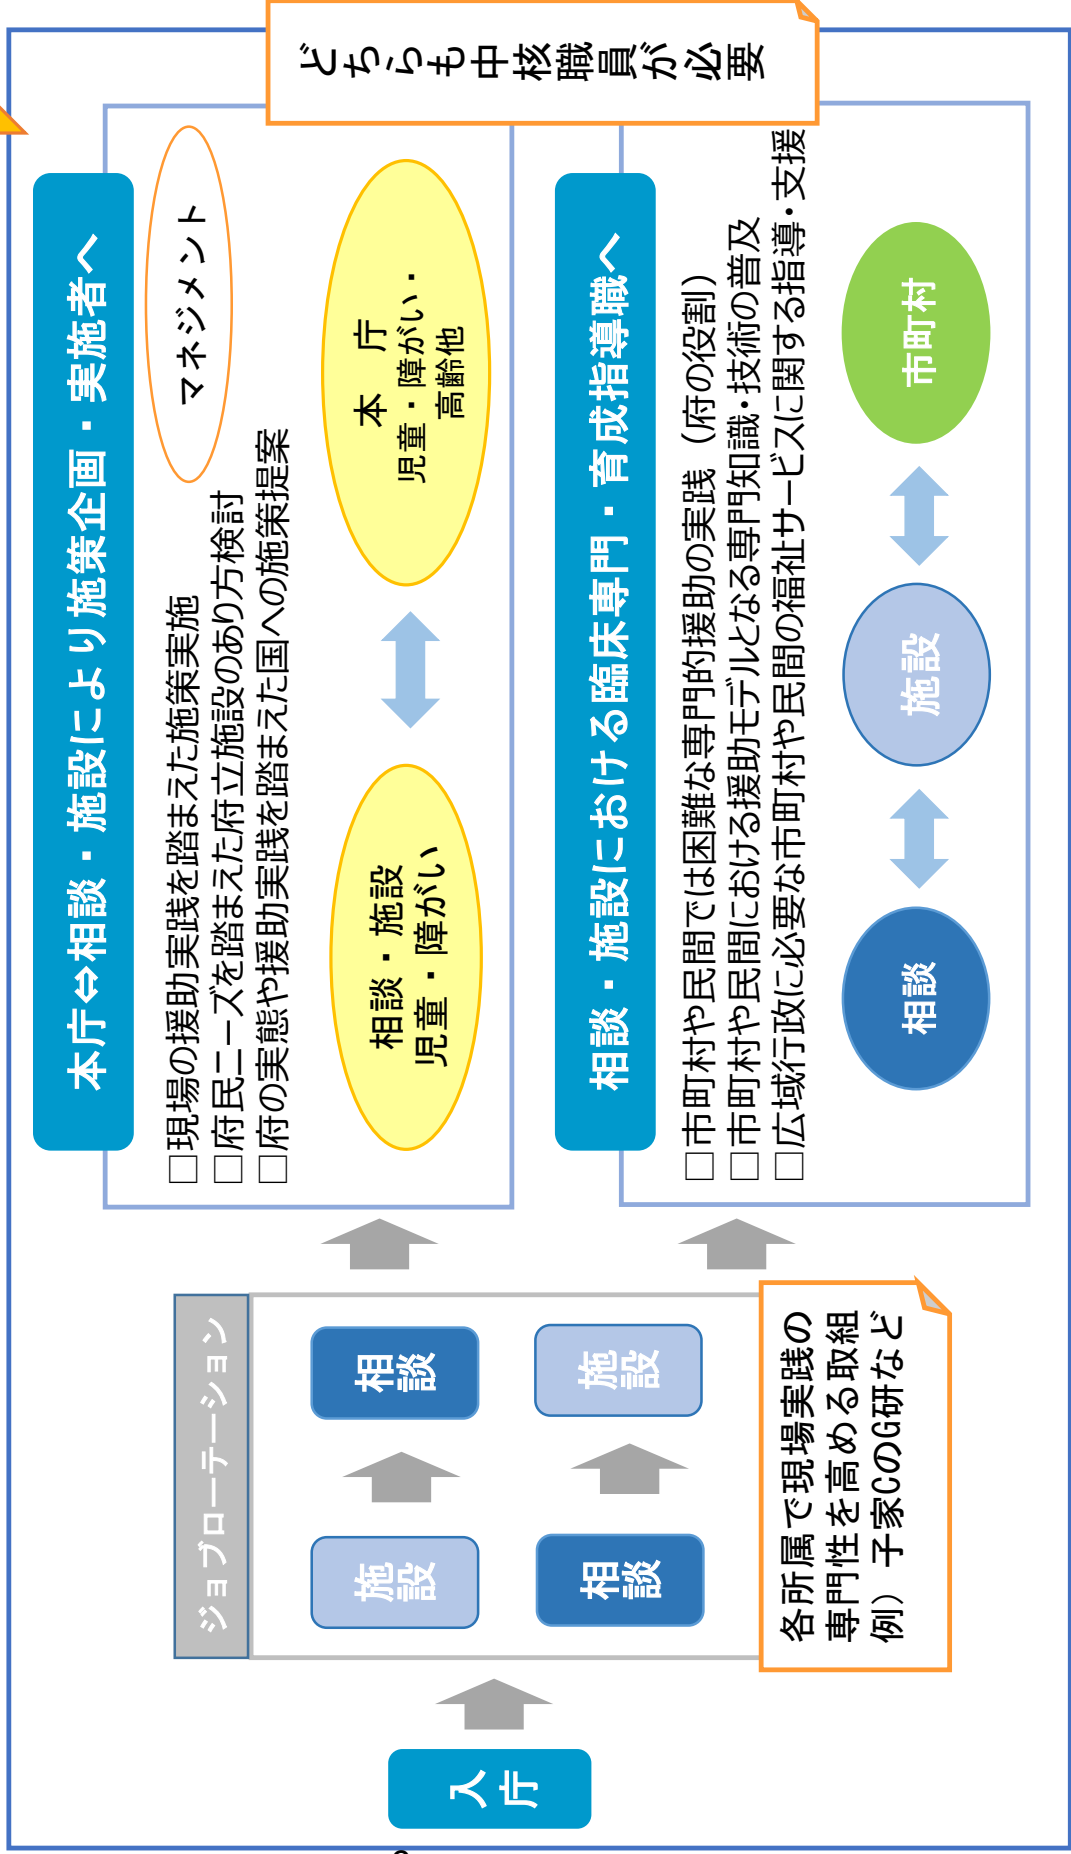 入
庁
ジョブローテーション
施設
相談
相談
施設
各所属で現場実践の
専門性を高める取組
例）子家CのG研など
本庁⇔相談・施設により施策企画・実施者へ
マネジメント
□現場の援助実践を踏まえた施策実施
□府民ニーズを踏まえた府立施設のあり方検討
□府の実態や援助実践を踏まえた国への施策提案
相談・施設
児童・障がい
本　庁
児童・障がい・
高齢他
相談・施設における臨床専門・育成指導職へ
□市町村や民間では困難な専門的援助の実践（府の役割）
□市町村や民間における援助モデルとなる専門知識・技術の普及
□広域行政に必要な市町村や民間の福祉サービスに関する指導・支援
相談
施設
市町村
どちらも中核職員が必要